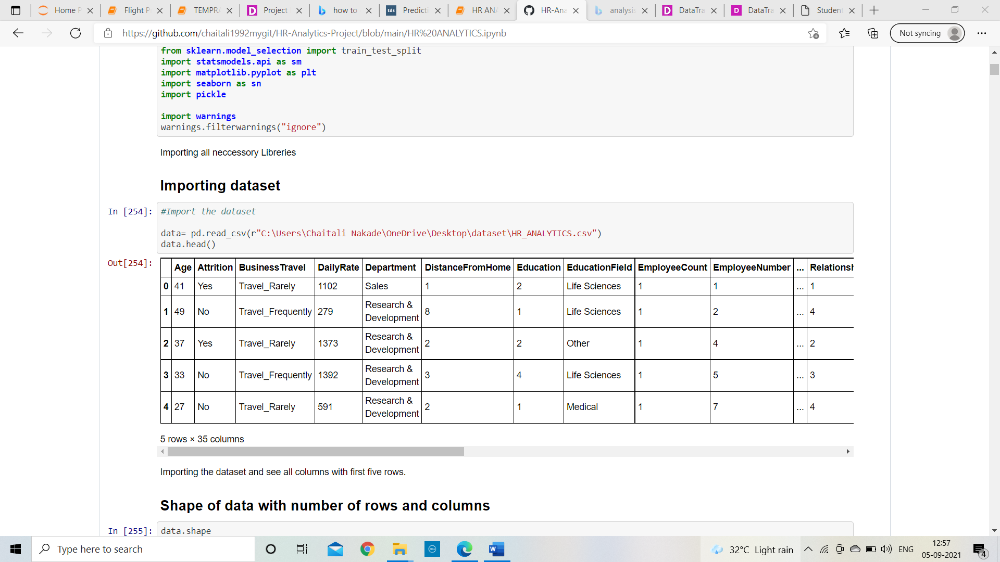 Home P
Flight P
TEMPRA
Project
how to
Predicti
HR ANA
HR-Ana
analysis
DataTra
DataTra
Student
https://github.com/chaitali1992mygit/HR-Analytics-Project/blob/main/HR%20ANALYTICS.ipynb
Not syncing
from sklearn.model_selection import train_test_split
import statsmodels.api as sm
import matplotlib.pyplot as plt
import seaborn as sn
import pickle
import warnings
warnings.filterwarnings("ignore")
Importing all neccessory Libreries
Importing dataset
In [254]:
#Import the dataset
data= pd.read_csv(r"C:\Users\Chaitali Nakade\OneDrive\Desktop\dataset\HR_ANALYTICS.csv")
data.head()
Out[254]:
Age Attrition BusinessTravel DailyRate Department DistanceFromHome Education EducationField EmployeeCount EmployeeNumber ... Relationsh
0 41 Yes Travel_Rarely 1102 Sales 1 2 Life Sciences 1 1 ... 1
1 49 No Travel_Frequently 279 Research & Development 8 1 Life Sciences 1 2 ... 4
2 37 Yes Travel_Rarely 1373 Research & Development 2 2 Other 1 4 ... 2
3 33 No Travel_Frequently 1392 Research & Development 3 4 Life Sciences 1 5 ... 3
4 27 No Travel_Rarely 591 Research & Development 2 1 Medical 1 7 ... 4
5 rows × 35 columns
Importing the dataset and see all columns with first five rows.
Shape of data with number of rows and columns
In [255]:
data.shape
Type here to search
32°C Light rain
ENG
12:57
05-09-2021
4